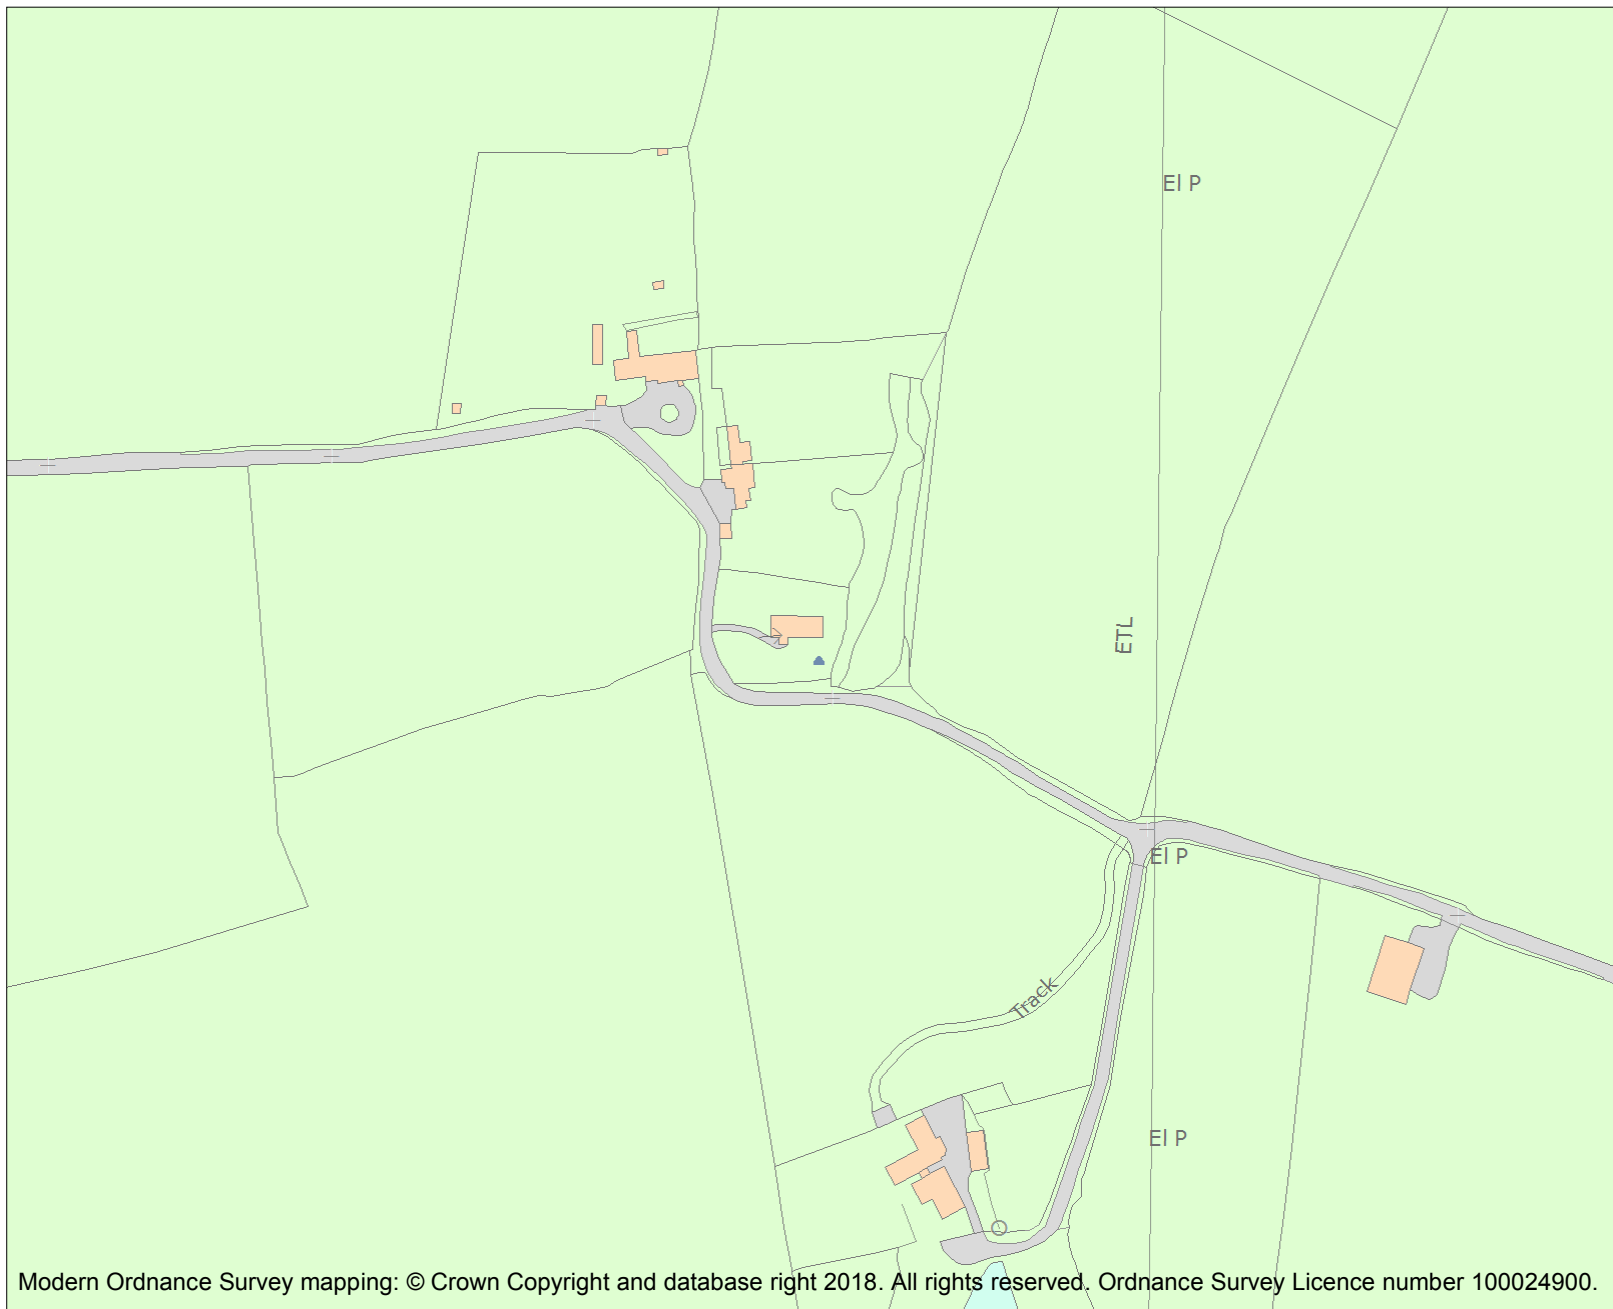 El P
ETL
El P
Track
El P
Modern Ordnance Survey mapping: © Crown Copyright and database right 2018. All rights reserved. Ordnance Survey Licence number 100024900.